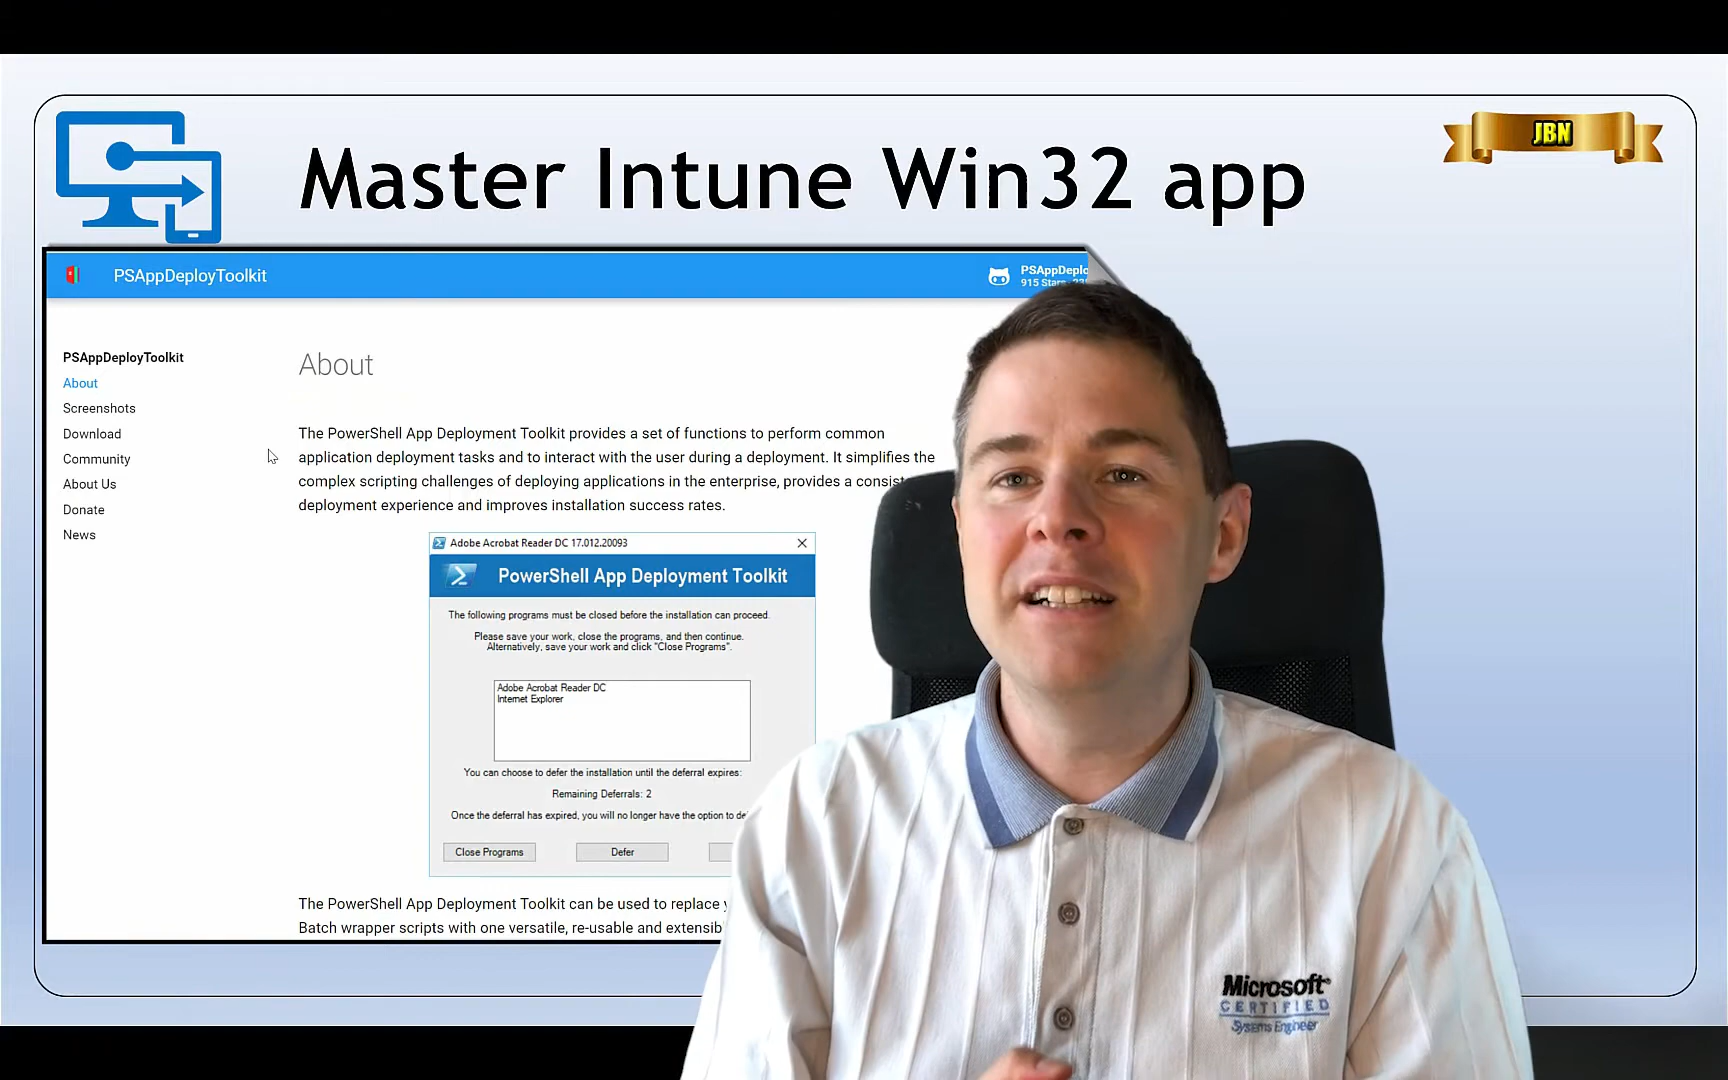 JBN
Master Intune Win32 app
PSAppDeployToolkit
PSAppDeplo
915 Stars
PSAppDeployToolkit
About
Screenshots
Download
Community
About Us
Donate
News
About
The PowerShell App Deployment Toolkit provides a set of functions to perform common
application deployment tasks and to interact with the user during a deployment. It simplifies the
complex scripting challenges of deploying applications in the enterprise, provides a consist
deployment experience and improves installation success rates.
Adobe Acrobat Reader DC 17.012.20093
PowerShell App Deployment Toolkit
The following programs must be closed before the installation can proceed.
Please save your work, close the programs, and then continue.
Alternatively, save your work and click "Close Programs".
Adobe Acrobat Reader DC
Internet Explorer
You can choose to defer the installation until the deferral expires:
Remaining Deferrals: 2
Once the deferral has expired, you will no longer have the option to de
Close Programs
Defer
The PowerShell App Deployment Toolkit can be used to replace
Batch wrapper scripts with one versatile, re-usable and extensib
Microsoft
CERTIFIED
Systems Engineer